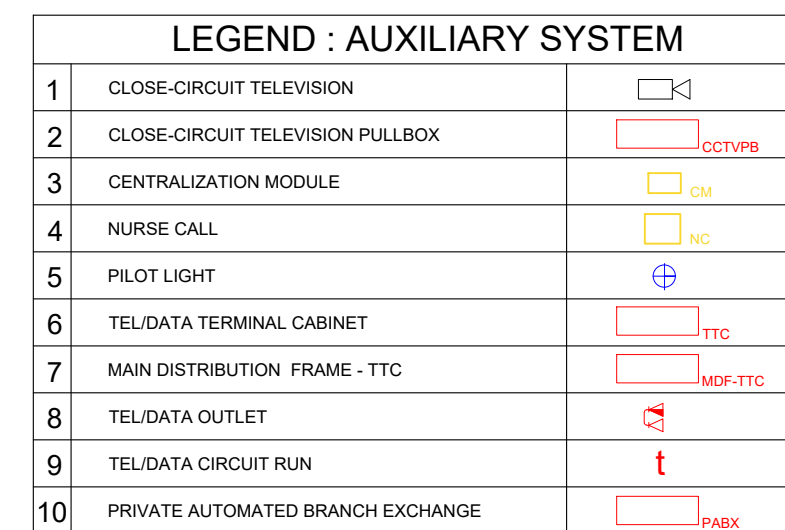 LEGEND : AUXILIARY SYSTEM
1 CLOSE-CIRCUIT TELEVISION
2 CLOSE-CIRCUIT TELEVISION PULLBOX CCTVPB
3 CENTRALIZATION MODULE CM
4 NURSE CALL NC
5 PILOT LIGHT
6 TEL/DATA TERMINAL CABINET TTC
7 MAIN DISTRIBUTION FRAME - TTC MDF-TTC
8 TEL/DATA OUTLET
9 TEL/DATA CIRCUIT RUN t
10 PRIVATE AUTOMATED BRANCH EXCHANGE PABX